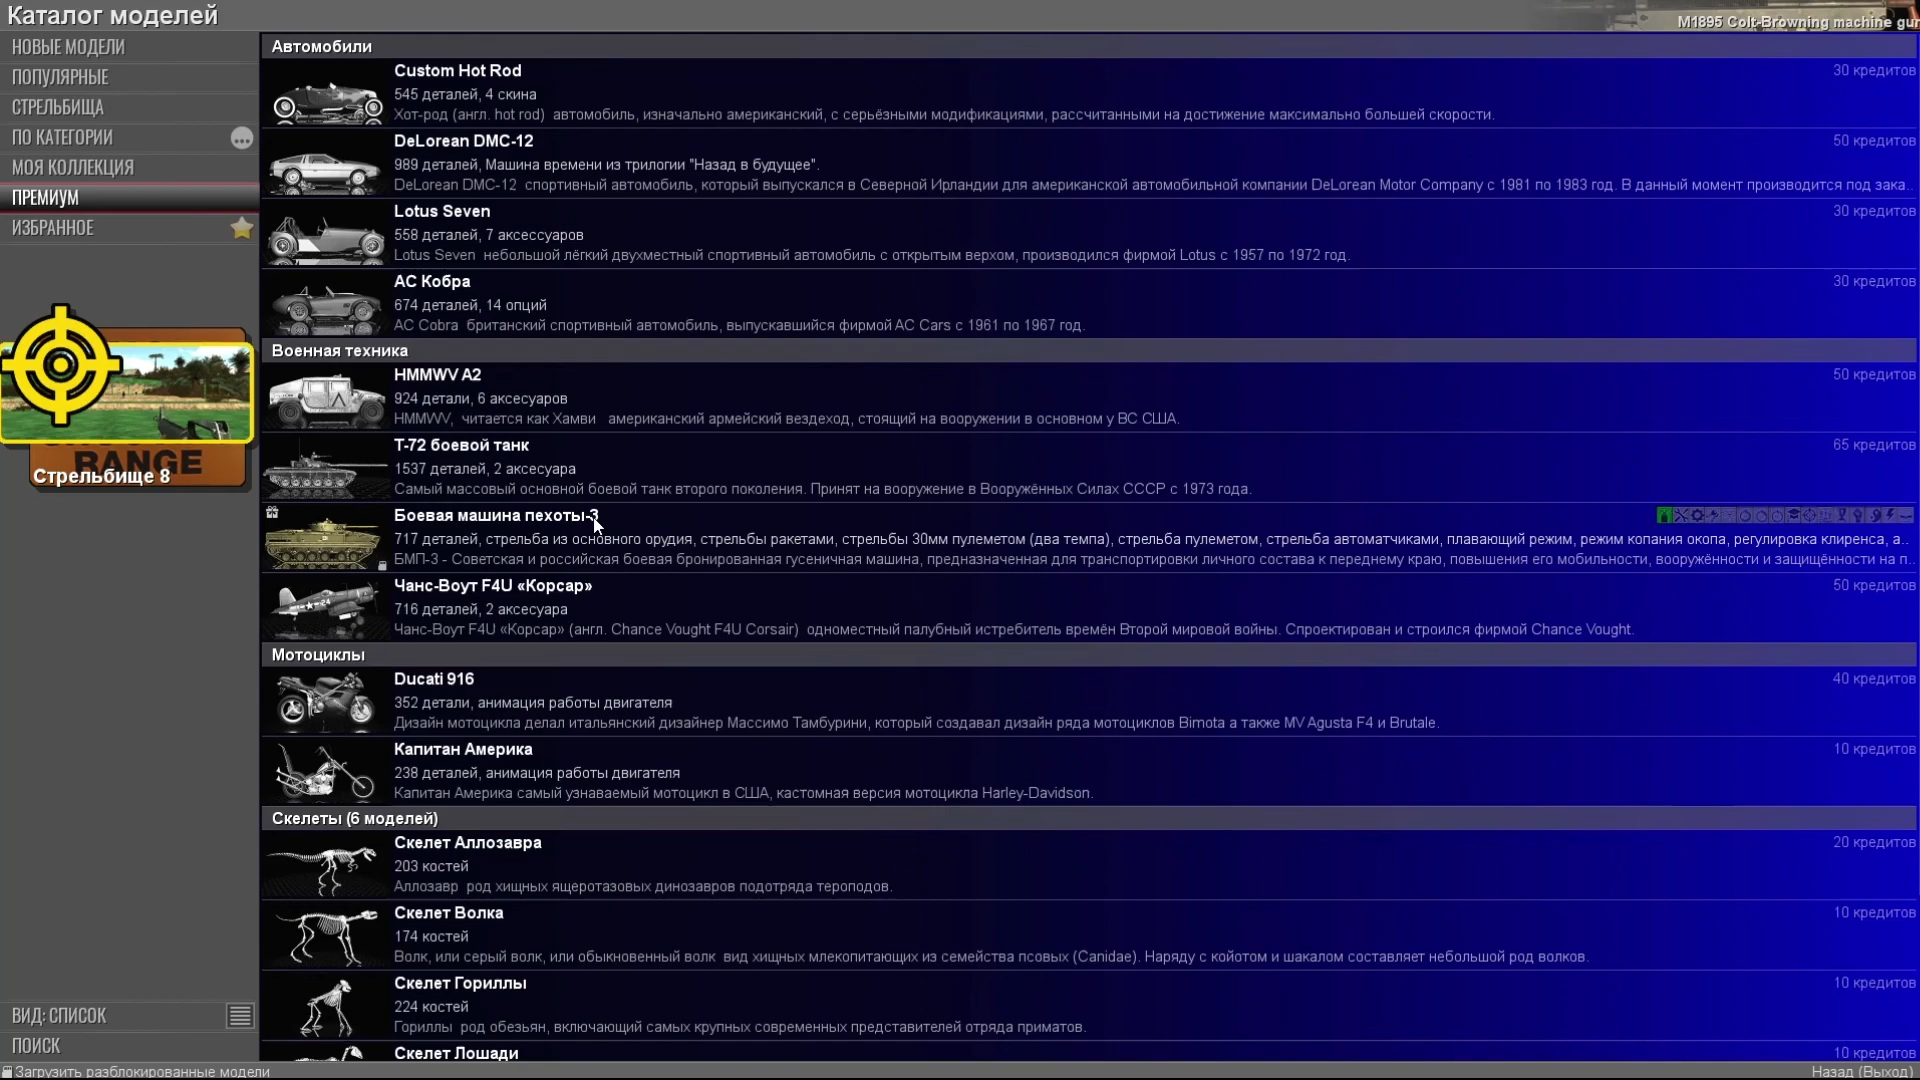 Каталог моделей
M1895 Colt-Browning machine gun
НОВЫЕ МОДЕЛИ
ПОПУЛЯРНЫЕ
СТРЕЛЬБИЩА
ПО КАТЕГОРИИ
МОЯ КОЛЛЕКЦИЯ
ПРЕМИУМ
ИЗБРАННОЕ
RANGE
Стрельбище 8
Автомобили
Custom Hot Rod
30 кредитов
545 деталей, 4 скина
Хот-род (англ. hot rod) автомобиль, изначально американский, с серьёзными модификациями, рассчитанными на достижение максимально большей скорости.
DeLorean DMC-12
50 кредитов
989 деталей, Машина времени из трилогии "Назад в будущее".
DeLorean DMC-12 спортивный автомобиль, который выпускался в Северной Ирландии для американской автомобильной компании DeLorean Motor Company с 1981 по 1983 год. В данный момент производится под зака..
Lotus Seven
30 кредитов
558 деталей, 7 аксессуаров
Lotus Seven небольшой лёгкий двухместный спортивный автомобиль с открытым верхом, производился фирмой Lotus с 1957 по 1972 год.
АС Кобра
30 кредитов
674 деталей, 14 опций
AC Cobra британский спортивный автомобиль, выпускавшийся фирмой AC Cars с 1961 по 1967 год.
Военная техника
HMMWV A2
50 кредитов
924 детали, 6 аксесуаров
HMMWV, читается как Хамви американский армейский вездеход, стоящий на вооружении в основном у ВС США.
Т-72 боевой танк
65 кредитов
1537 деталей, 2 аксесуара
Самый массовый основной боевой танк второго поколения. Принят на вооружение в Вооружённых Силах СССР с 1973 года.
Боевая машина пехоты-3
717 деталей, стрельба из основного орудия, стрельбы ракетами, стрельбы 30мм пулеметом (два темпа), стрельба пулеметом, стрельба автоматчиками, плавающий режим, режим копания окопа, регулировка клиренса, а..
БМП-3 - Советская и российская боевая бронированная гусеничная машина, предназначенная для транспортировки личного состава к переднему краю, повышения его мобильности, вооружённости и защищённости на п..
Чанс-Воут F4U «Корсар»
50 кредитов
716 деталей, 2 аксесуара
Чанс-Воут F4U «Корсар» (англ. Chance Vought F4U Corsair) одноместный палубный истребитель времён Второй мировой войны. Спроектирован и строился фирмой Chance Vought.
Мотоциклы
Ducati 916
40 кредитов
352 детали, анимация работы двигателя
Дизайн мотоцикла делал итальянский дизайнер Массимо Тамбурини, который создавал дизайн ряда мотоциклов Bimota а также MV Agusta F4 и Brutale.
Капитан Америка
10 кредитов
238 деталей, анимация работы двигателя
Капитан Америка самый узнаваемый мотоцикл в США, кастомная версия мотоцикла Harley-Davidson.
Скелеты (6 моделей)
Скелет Аллозавра
20 кредитов
203 костей
Аллозавр род хищных ящеротазовых динозавров подотряда тероподов.
Скелет Волка
10 кредитов
174 костей
Волк, или серый волк, или обыкновенный волк вид хищных млекопитающих из семейства псовых (Canidae). Наряду с койотом и шакалом составляет небольшой род волков.
Скелет Гориллы
10 кредитов
224 костей
Гориллы род обезьян, включающий самых крупных современных представителей отряда приматов.
Скелет Лошади
10 кредитов
ВИД: СПИСОК
ПОИСК
Загрузить разблокированные модели
Назад (Выход)